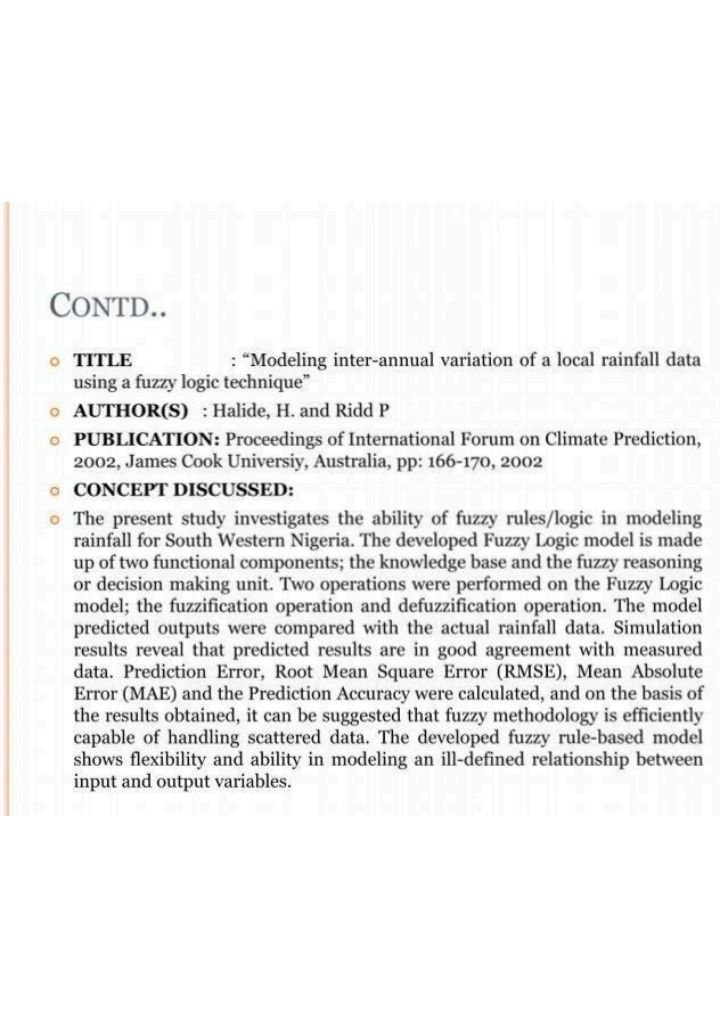 CONTD..
TITLE : “Modeling inter-annual variation of a local rainfall data
using a fuzzy logic technique”
AUTHOR(S) : Halide, H. and Ridd P
PUBLICATION: Proceedings of International Forum on Climate Prediction,
2002, James Cook Universiy, Australia, pp: 166-170, 2002
CONCEPT DISCUSSED:
The present study investigates the ability of fuzzy rules/logic in modeling
rainfall for South Western Nigeria. The developed Fuzzy Logic model is made
up of two functional components; the knowledge base and the fuzzy reasoning
or decision making unit. Two operations were performed on the Fuzzy Logic
model; the fuzzification operation and defuzzification operation. The model
predicted outputs were compared with the actual rainfall data. Simulation
results reveal that predicted results are in good agreement with measured
data. Prediction Error, Root Mean Square Error (RMSE), Mean Absolute
Error (MAE) and the Prediction Accuracy were calculated, and on the basis of
the results obtained, it can be suggested that fuzzy methodology is efficiently
capable of handling scattered data. The developed fuzzy rule-based model
shows flexibility and ability in modeling an ill-defined relationship between
input and output variables.